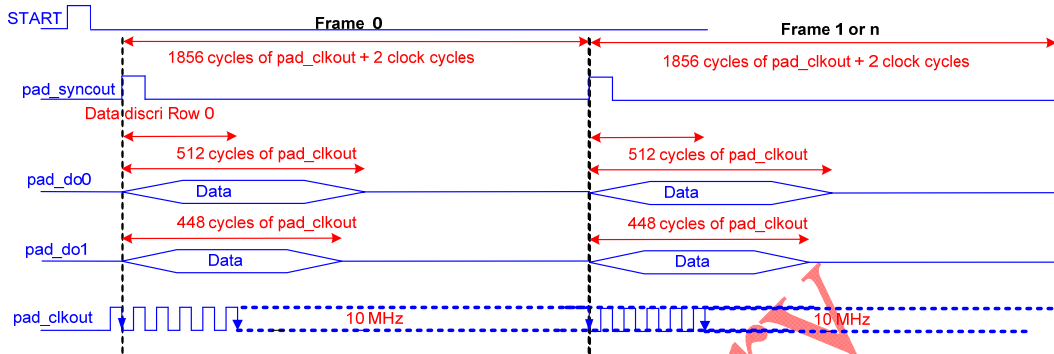 START
Frame 0
Frame 1 or n
1856 cycles of pad_clkout + 2 clock cycles
1856 cycles of pad_clkout + 2 clock cycles
pad_syncout
Data discri Row 0
512 cycles of pad_clkout
512 cycles of pad_clkout
pad_do0
Data
Data
448 cycles of pad_clkout
448 cycles of pad_clkout
pad_do1
Data
Data
pad_clkout
10 MHz
10 MHz